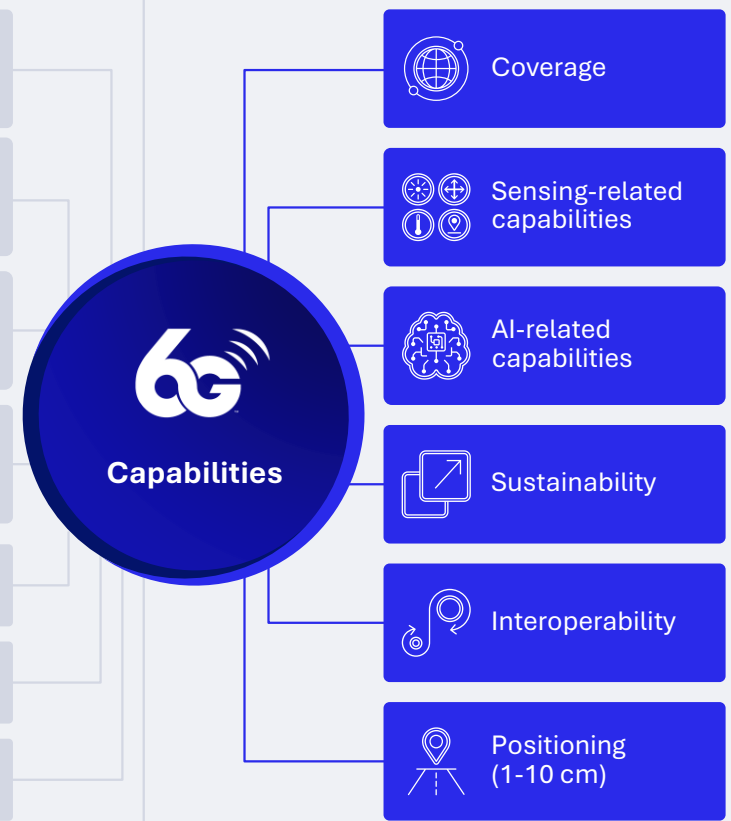 6G
Capabilities
Coverage
Sensing-related
capabilities
AI-related
capabilities
Sustainability
Interoperability
Positioning
(1-10 cm)